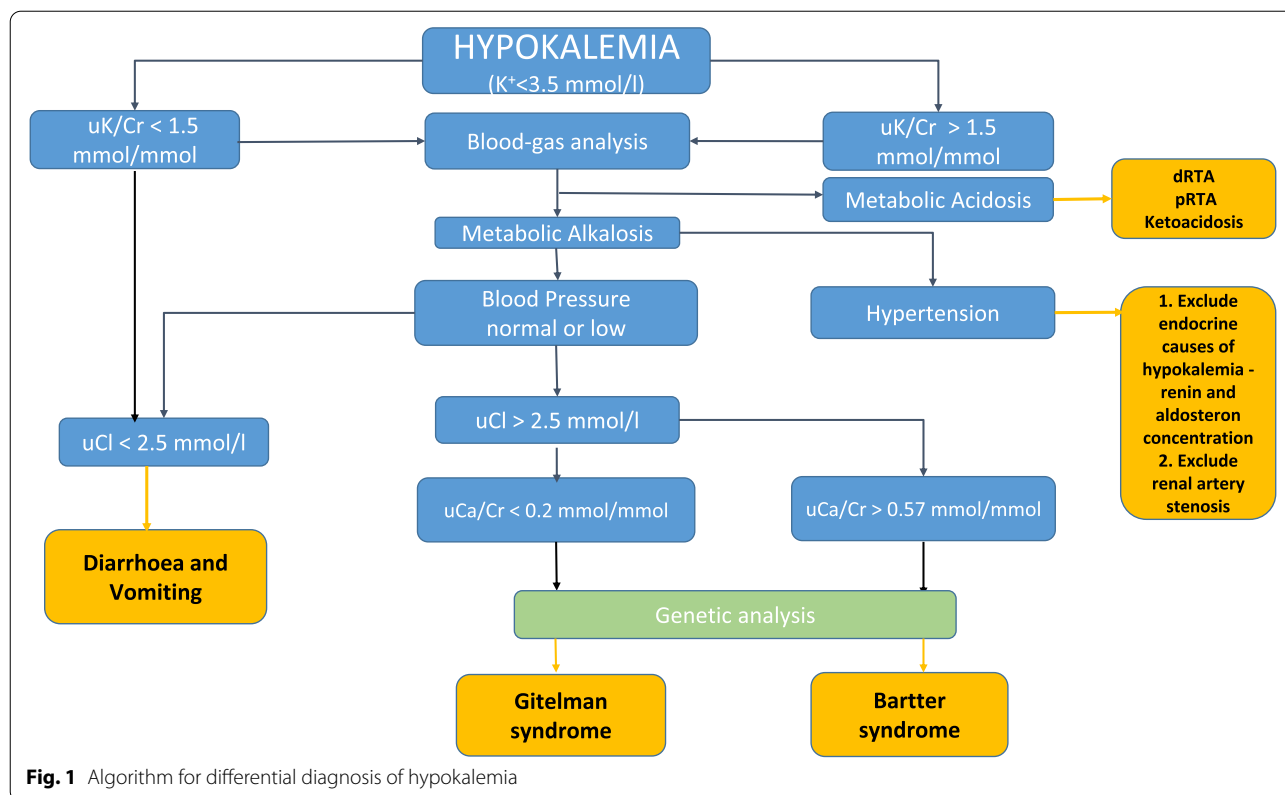 HYPOKALEMIA
(K⁺<3.5 mmol/l)
uK/Cr < 1.5
mmol/mmol
Blood-gas analysis
uK/Cr  > 1.5
mmol/mmol
Metabolic Acidosis
dRTA
pRTA
Ketoacidosis
Metabolic Alkalosis
Blood Pressure
normal or low
Hypertension
1. Exclude
endocrine
causes of
hypokalemia -
renin and
aldosteron
concentration
2. Exclude
renal artery
stenosis
uCl < 2.5 mmol/l
uCl > 2.5 mmol/l
uCa/Cr < 0.2 mmol/mmol
uCa/Cr > 0.57 mmol/mmol
Diarrhoea and
Vomiting
Genetic analysis
Gitelman
syndrome
Bartter
syndrome
Fig. 1 Algorithm for differential diagnosis of hypokalemia